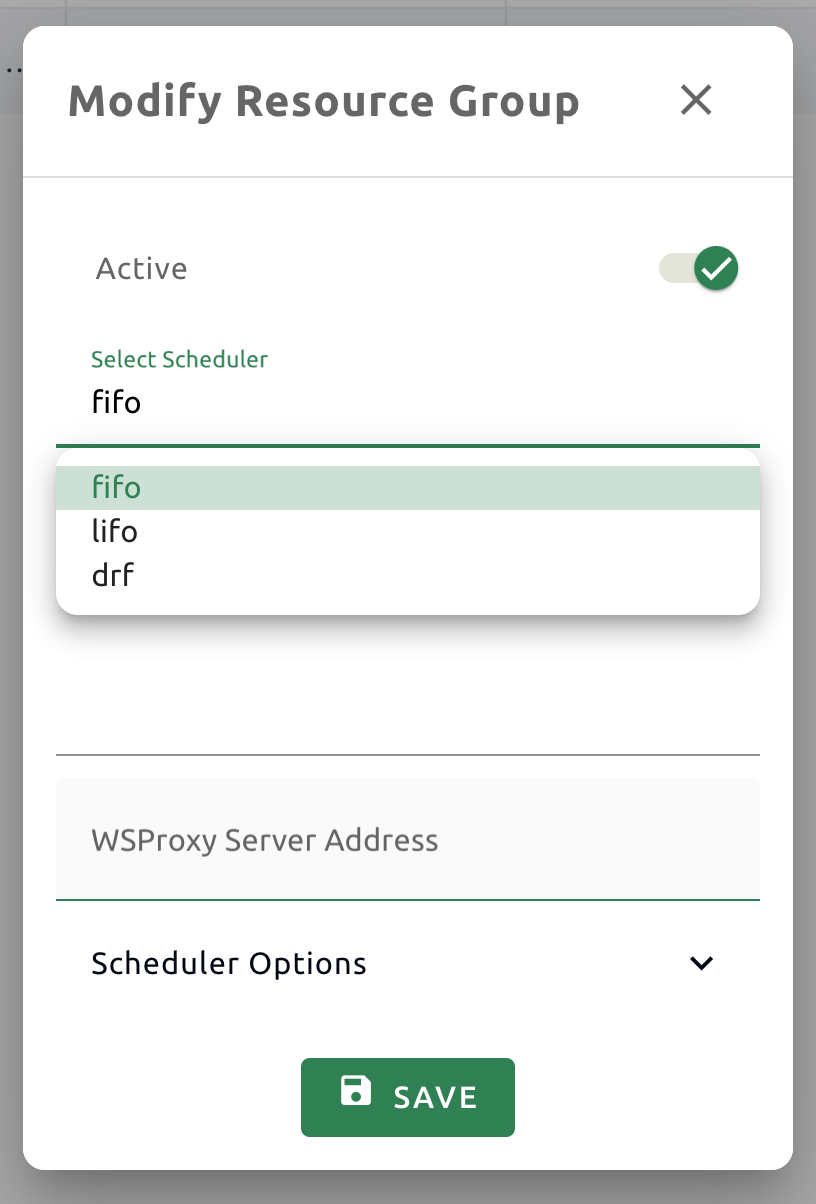 Modify Resource Group
Active
Select Scheduler
fifo
fifo
lifo
drf
WSProxy Server Address
Scheduler Options
SAVE